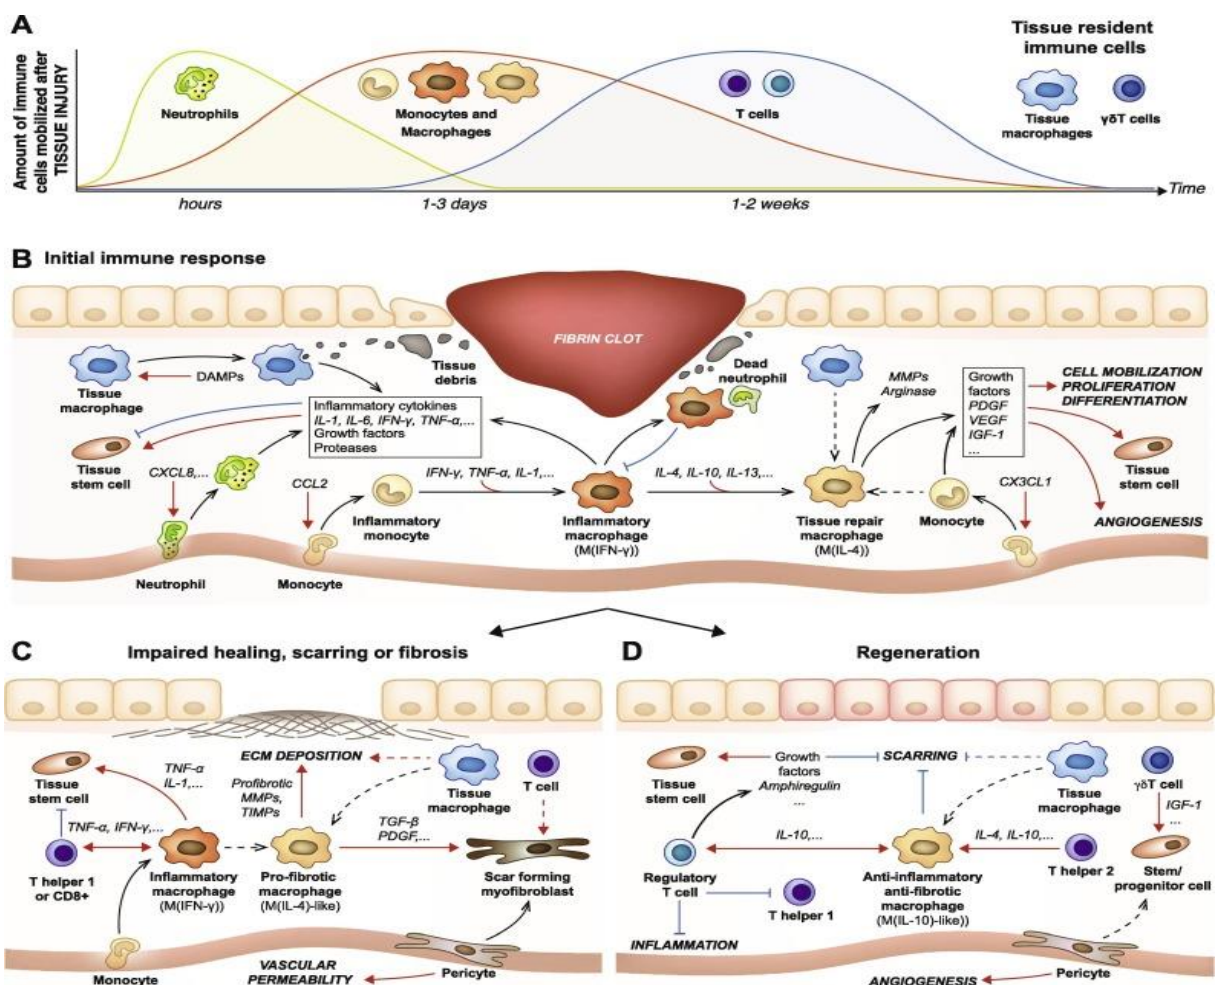 A
Amount of immune
cells mobilized after
TISSUE INJURY
Neutrophils
Monocytes and
Macrophages
T cells
Tissue resident
immune cells
Tissue
macrophages
γδT cells
hours
1-3 days
1-2 weeks
Time
B Initial immune response
FIBRIN CLOT
Tissue
macrophage
DAMPs
Tissue
debris
Dead
neutrophil
Inflammatory cytokines
IL-1, IL-6, IFN-γ, TNF-α,...
Growth factors
Proteases
Tissue
stem cell
CXCL8,...
CCL2
Neutrophil
Monocyte
Inflammatory
monocyte
IFN-γ, TNF-α, IL-1,...
Inflammatory
macrophage
(M(IFN-γ))
IL-4, IL-10, IL-13,...
Tissue repair
macrophage
(M(IL-4))
MMPs
Arginase
Growth
factors
PDGF
VEGF
IGF-1
...
Monocyte
CX3CL1
CELL MOBILIZATION
PROLIFERATION
DIFFERENTIATION
Tissue
stem cell
ANGIOGENESIS
C Impaired healing, scarring or fibrosis
Tissue
stem cell
TNF-α
IL-1,...
TNF-α, IFN-γ,...
T helper 1
or CD8+
Inflammatory
macrophage
(M(IFN-γ))
Monocyte
ECM DEPOSITION
Profibrotic
MMPs,
TIMPs
Pro-fibrotic
macrophage
(M(IL-4)-like)
Tissue
macrophage
T cell
TGF-β
PDGF,...
Scar forming
myofibroblast
VASCULAR
PERMEABILITY
Pericyte
D Regeneration
Tissue
stem cell
Growth
factors
Amphiregulin
...
SCARRING
Tissue
macrophage
γδT cell
IGF-1
...
IL-10,...
IL-4, IL-10,...
Regulatory
T cell
T helper 1
INFLAMMATION
Anti-inflammatory
anti-fibrotic
macrophage
(M(IL-10)-like))
T helper 2
Stem/
progenitor cell
ANGIOGENESIS
Pericyte